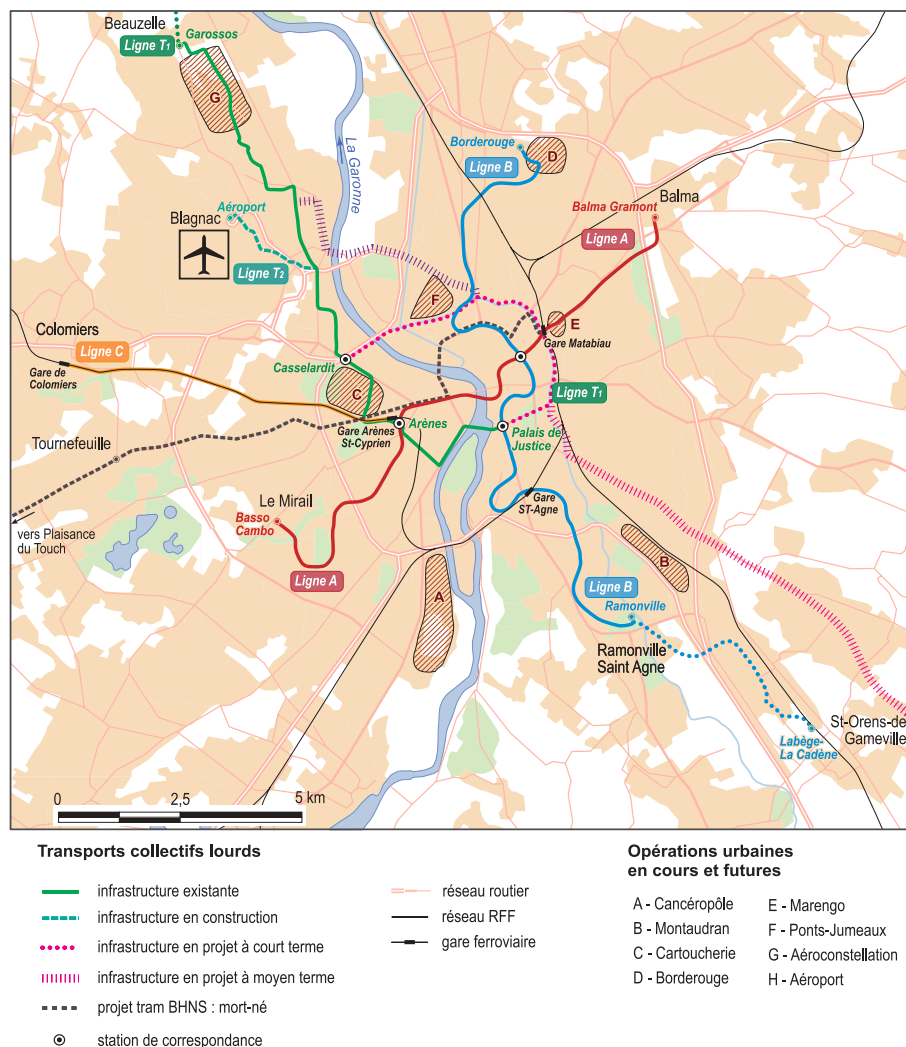 Beauzelle
Garossos
Ligne T1
G
La Garonne
Borderouge
Ligne B
D
Balma
Balma Gramont
Ligne A
Aéroport
Blagnac
Ligne T2
F
E
Gare Matabiau
Colomiers
Ligne C
Gare de
Colomiers
Casselardit
C
Ligne T1
Gare Arènes
St-Cyprien
Arènes
Palais de
Justice
Tournefeuille
Gare
ST-Agne
Le Mirail
Basso
Cambo
vers Plaisance
du Touch
Ligne A
A
B
Ligne B
Ramonville
Ramonville
Saint Agne
St-Orens-de
Gameville
Labège-
La Cadène
0 2,5 5 km
Transports collectifs lourds
infrastructure existante
infrastructure en construction
infrastructure en projet à court terme
infrastructure en projet à moyen terme
projet tram BHNS : mort-né
station de correspondance
réseau routier
réseau RFF
gare ferroviaire
Opérations urbaines
en cours et futures
A - Cancéropôle
B - Montaudran
C - Cartoucherie
D - Borderouge
E - Marengo
F - Ponts-Jumeaux
G - Aéroconstellation
H - Aéroport